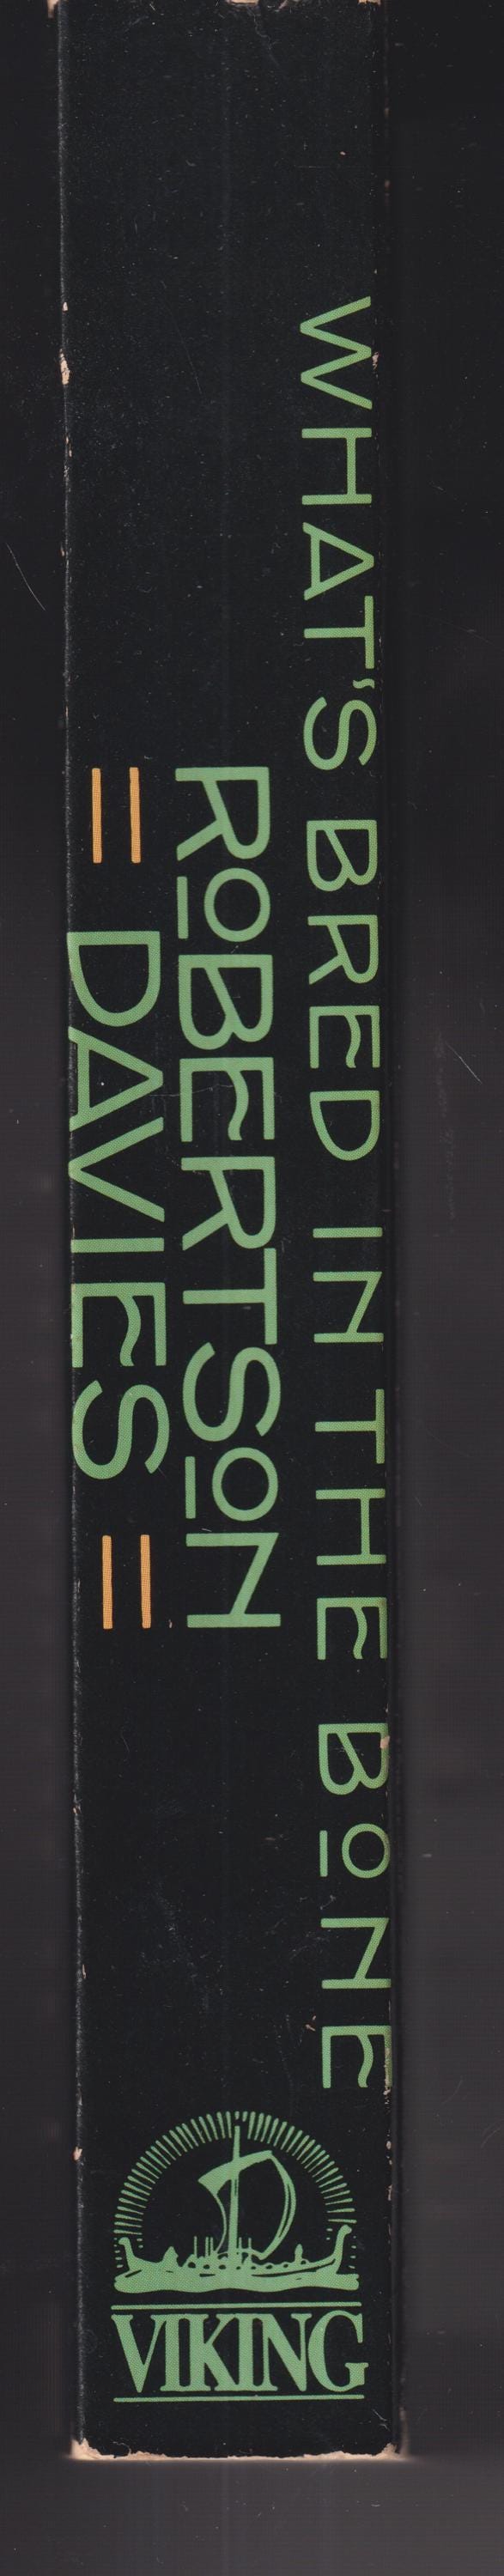 WHAT'S BRED IN THE BONE
ROBERTSON
DAVIES
VIKING